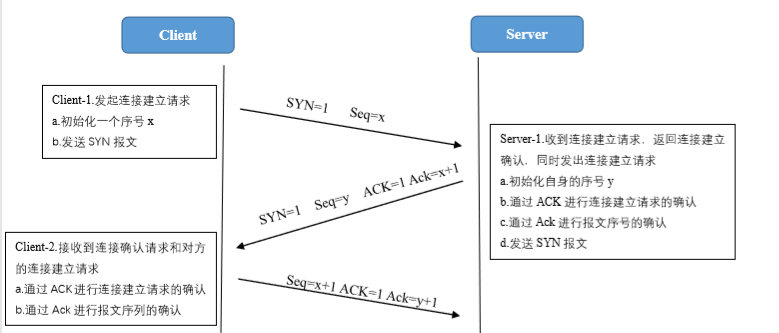 Client
Server
Client-1.发起连接建立请求
a.初始化一个序号 x
b.发送 SYN 报文
SYN=1 Seq=x
Server-1.收到连接建立请求，返回连接建立
确认，同时发出连接建立请求
a.初始化自身的序号 y
b.通过 ACK 进行连接建立请求的确认
c.通过 Ack 进行报文序号的确认
d.发送 SYN 报文
SYN=1 Seq=y ACK=1 Ack=x+1
Client-2.接收到连接确认请求和对方
的连接建立请求
a.通过 ACK 进行连接建立请求的确认
b.通过 Ack 进行报文序列的确认
Seq=x+1 ACK=1 Ack=y+1